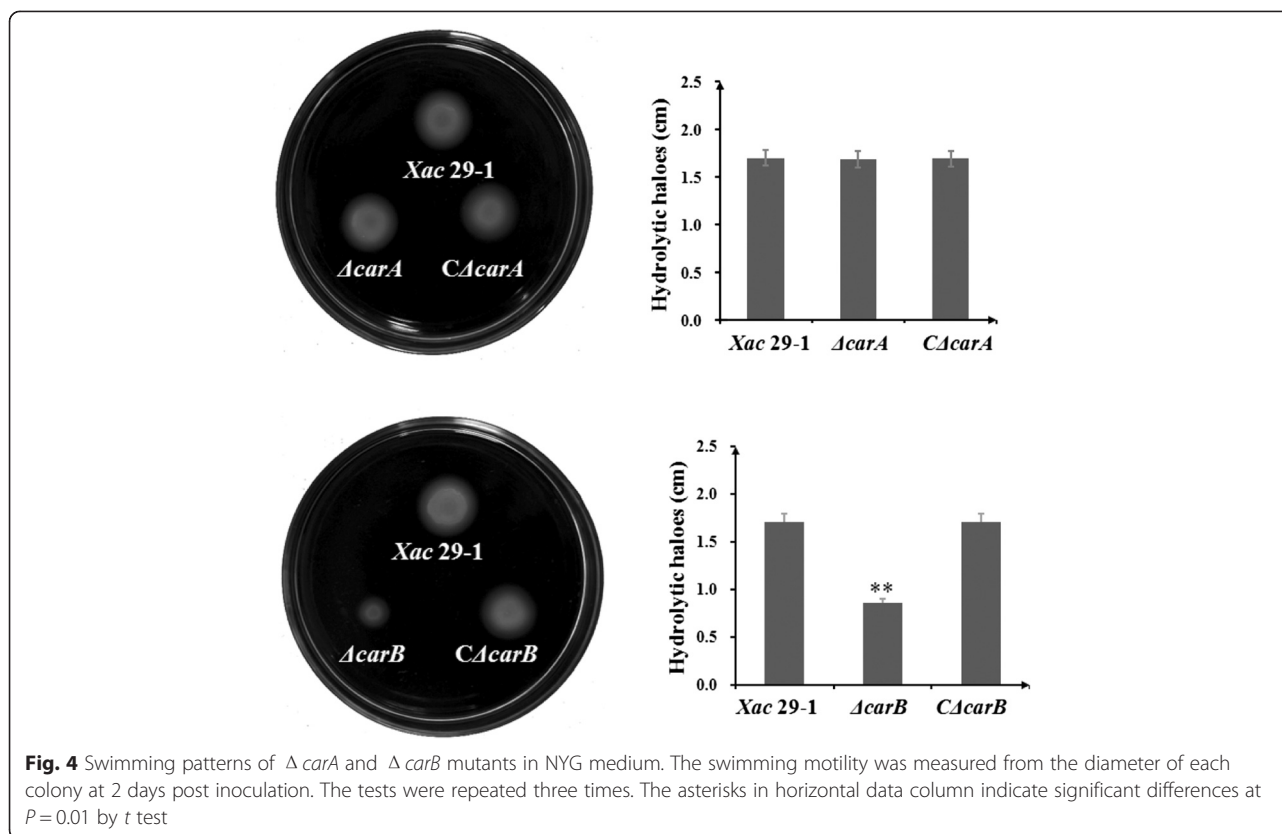 Xac 29-1
ΔcarA CΔcarA
Hydrolytic haloes (cm)
2.5
2.0
1.5
1.0
0.5
0.0
Xac 29-1 ΔcarA CΔcarA
Xac 29-1
ΔcarB CΔcarB
Hydrolytic haloes (cm)
2.5
2.0
1.5
1.0
0.5
0.0
**
Xac 29-1 ΔcarB CΔcarB
Fig. 4 Swimming patterns of Δ carA and Δ carB mutants in NYG medium. The swimming motility was measured from the diameter of each
colony at 2 days post inoculation. The tests were repeated three times. The asterisks in horizontal data column indicate significant differences at
P = 0.01 by t test